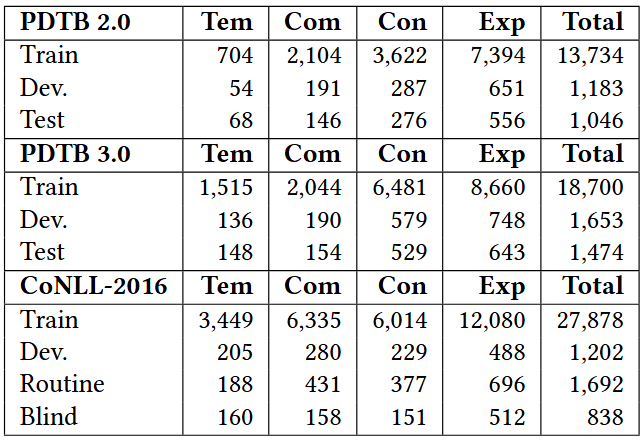 PDTB 2.0 Tem Com Con Exp Total
Train 704 2,104 3,622 7,394 13,734
Dev. 54 191 287 651 1,183
Test 68 146 276 556 1,046
PDTB 3.0 Tem Com Con Exp Total
Train 1,515 2,044 6,481 8,660 18,700
Dev. 136 190 579 748 1,653
Test 148 154 529 643 1,474
CoNLL-2016 Tem Com Con Exp Total
Train 3,449 6,335 6,014 12,080 27,878
Dev. 205 280 229 488 1,202
Routine 188 431 377 696 1,692
Blind 160 158 151 512 838